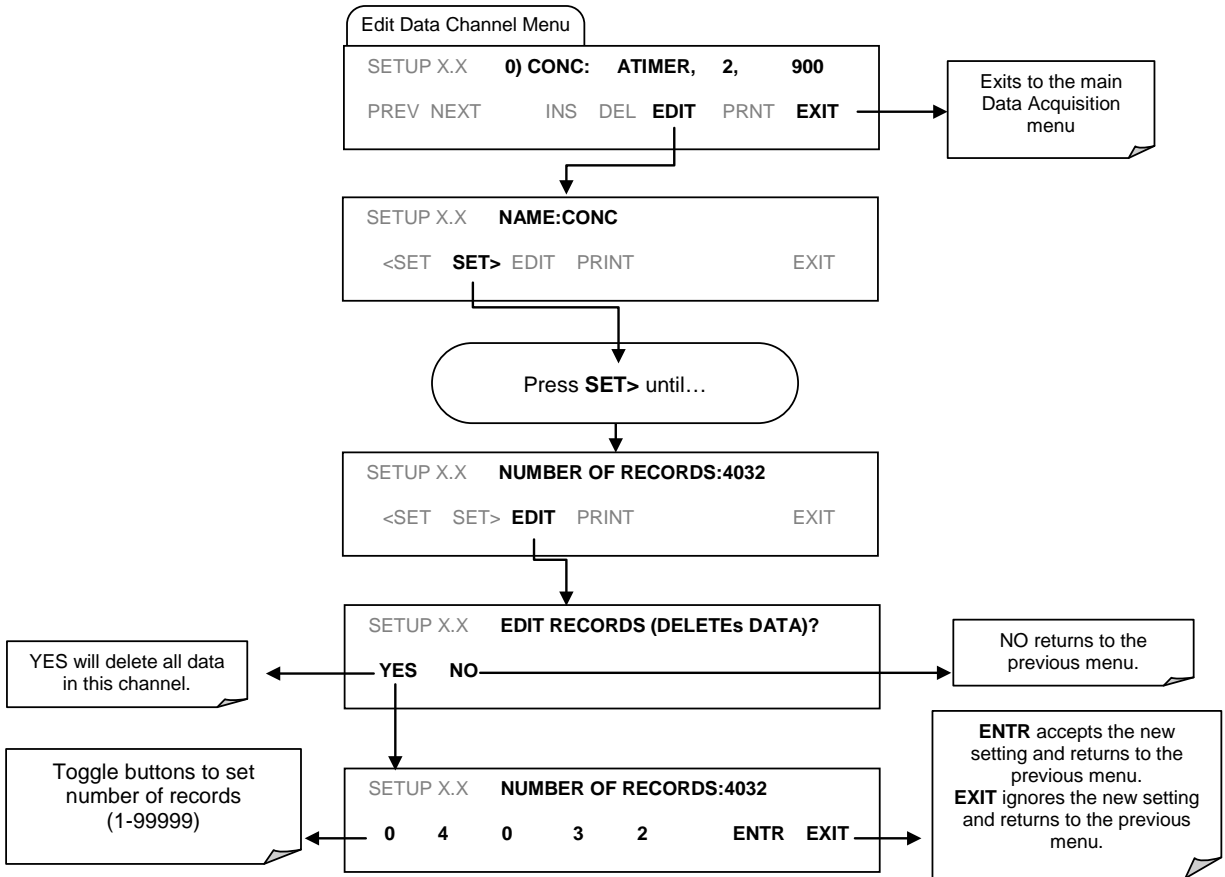 Edit Data Channel Menu
SETUP X.X 0) CONC: ATIMER, 2, 900
PREV NEXT INS DEL EDIT PRNT EXIT
Exits to the main
Data Acquisition
menu
SETUP X.X NAME:CONC
<SET SET> EDIT PRINT EXIT
Press SET> until…
SETUP X.X NUMBER OF RECORDS:4032
<SET SET> EDIT PRINT EXIT
SETUP X.X EDIT RECORDS (DELETEs DATA)?
YES NO
YES will delete all data
in this channel.
NO returns to the
previous menu.
SETUP X.X NUMBER OF RECORDS:4032
0 4 0 3 2 ENTR EXIT
Toggle buttons to set
number of records
(1-99999)
ENTR accepts the new
setting and returns to the
previous menu.
EXIT ignores the new setting
and returns to the previous
menu.